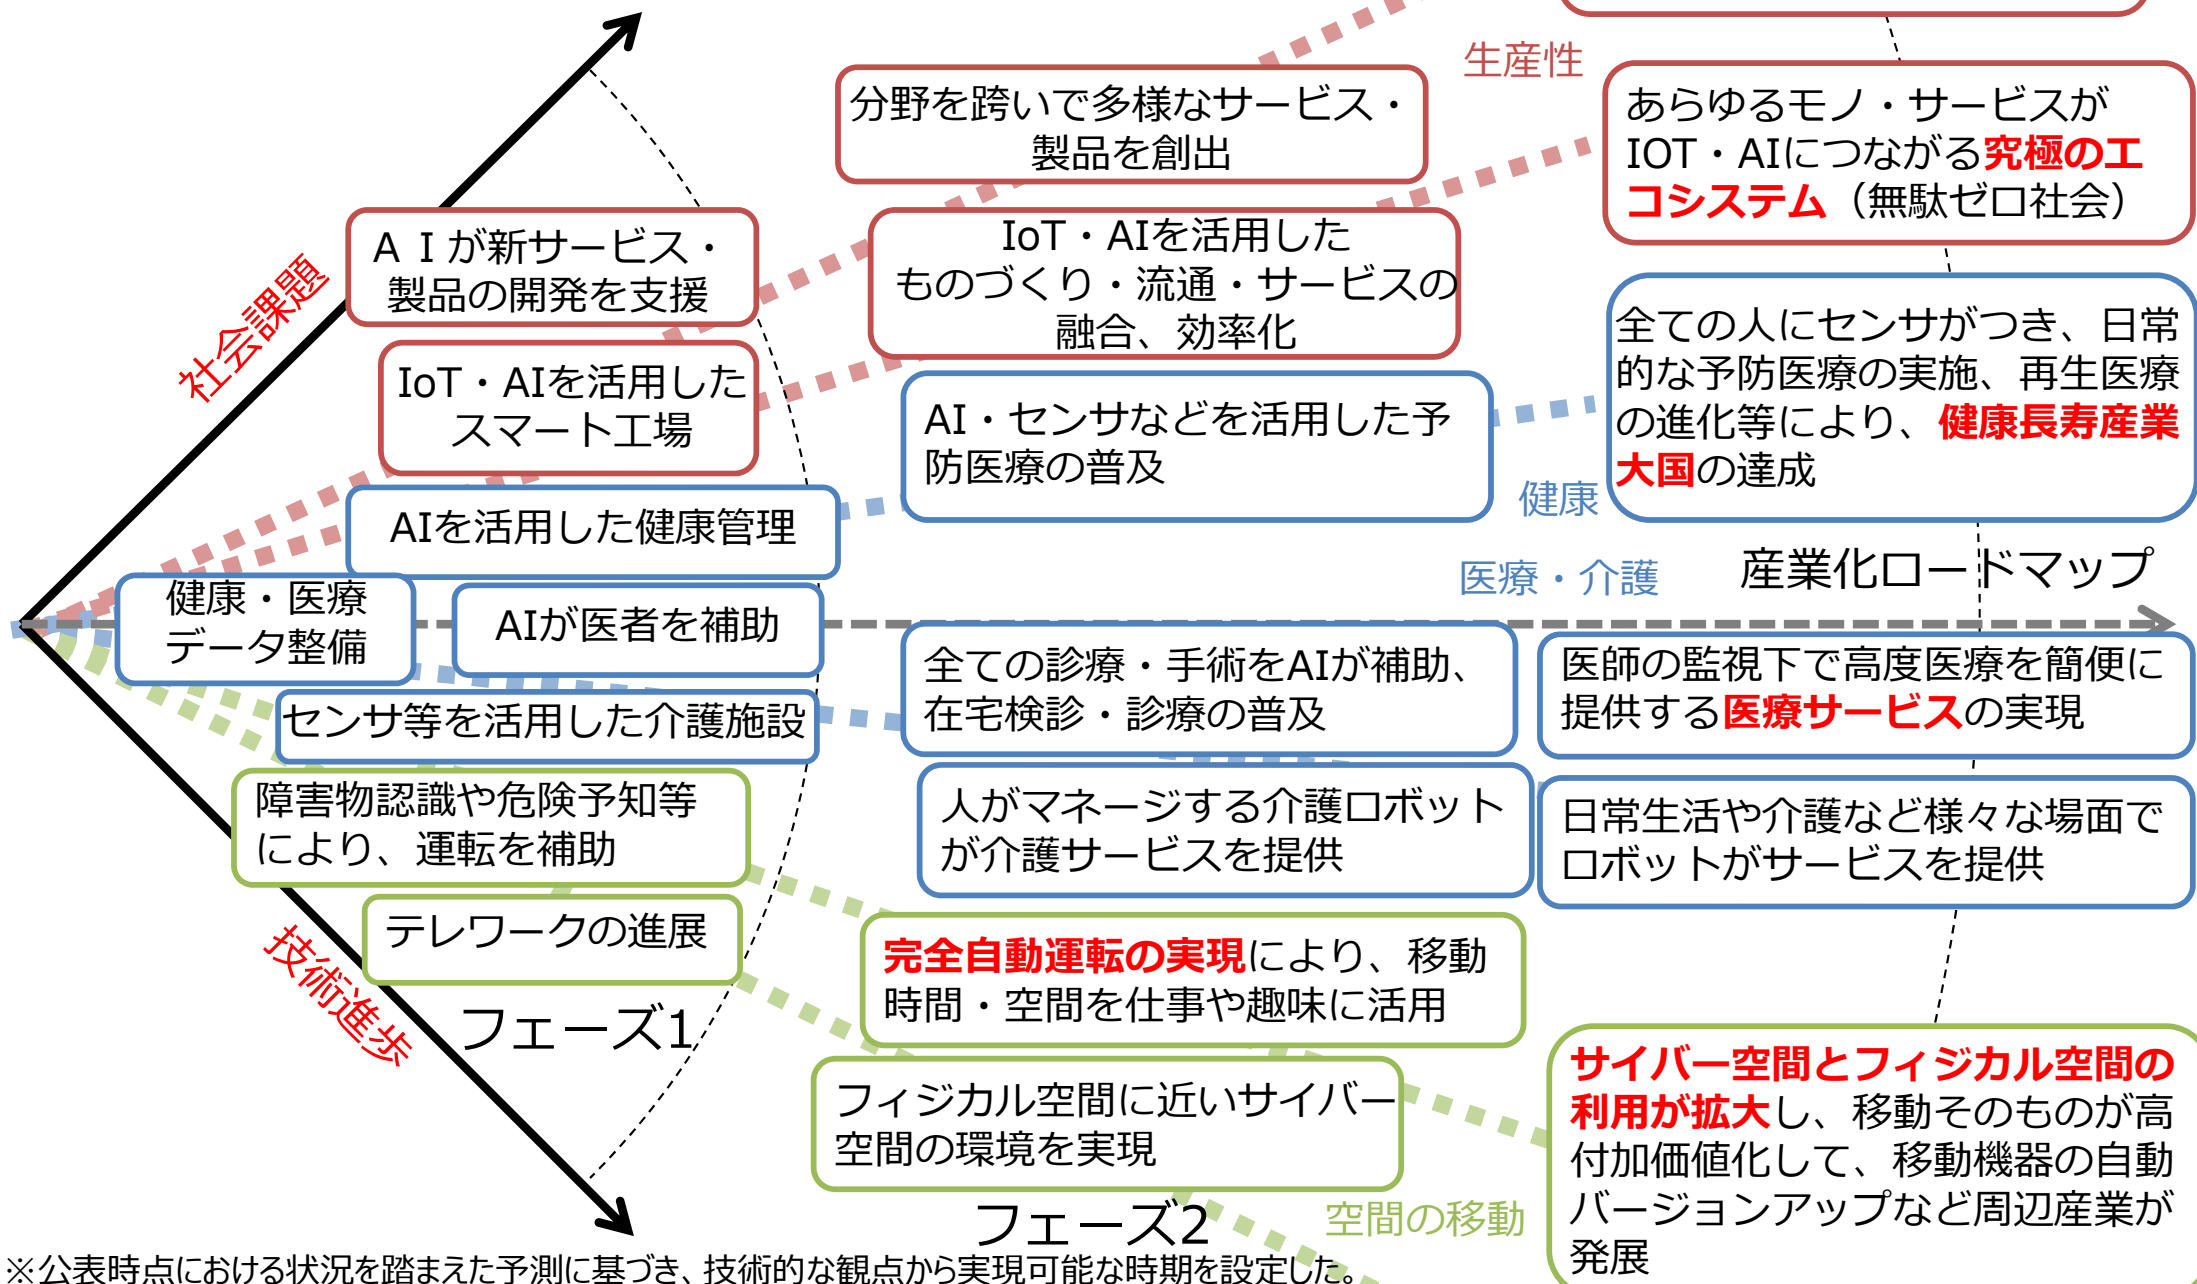 生産性
分野を跨いで多様なサービス・
製品を創出
あらゆるモノ・サービスが
IOT・AIにつながる究極のエ
コシステム（無駄ゼロ社会）
ＡＩが新サービス・
製品の開発を支援
IoT・AIを活用した
ものづくり・流通・サービスの
融合、効率化
社会課題
IoT・AIを活用した
スマート工場
全ての人にセンサがつき、日常
的な予防医療の実施、再生医療
の進化等により、健康長寿産業
大国の達成
AI・センサなどを活用した予
防医療の普及
健康
AIを活用した健康管理
医療・介護
産業化ロードマップ
健康・医療
データ整備
AIが医者を補助
全ての診療・手術をAIが補助、
在宅検診・診療の普及
医師の監視下で高度医療を簡便に
提供する医療サービスの実現
センサ等を活用した介護施設
障害物認識や危険予知等
により、運転を補助
人がマネージする介護ロボット
が介護サービスを提供
日常生活や介護など様々な場面で
ロボットがサービスを提供
テレワークの進展
技術進歩
完全自動運転の実現により、移動
時間・空間を仕事や趣味に活用
フェーズ1
フィジカル空間に近いサイバー
空間の環境を実現
サイバー空間とフィジカル空間の
利用が拡大し、移動そのものが高
付加価値化して、移動機器の自動
バージョンアップなど周辺産業が
発展
フェーズ2
空間の移動
※公表時点における状況を踏まえた予測に基づき、技術的な観点から実現可能な時期を設定した。